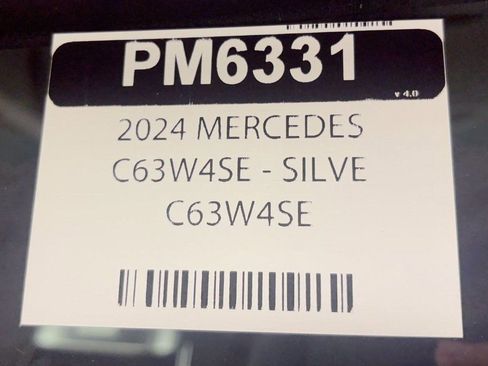 PM6331
v 4.0
2024 MERCEDES
C63W4SE - SILVE
C63W4SE